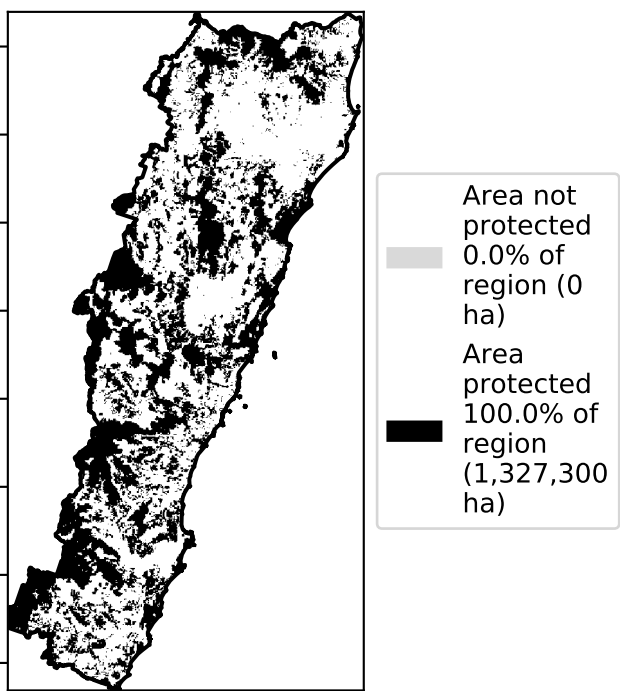 Area not
protected
0.0% of
region (0
ha)
Area
protected
100.0% of
region
(1,327,300
ha)